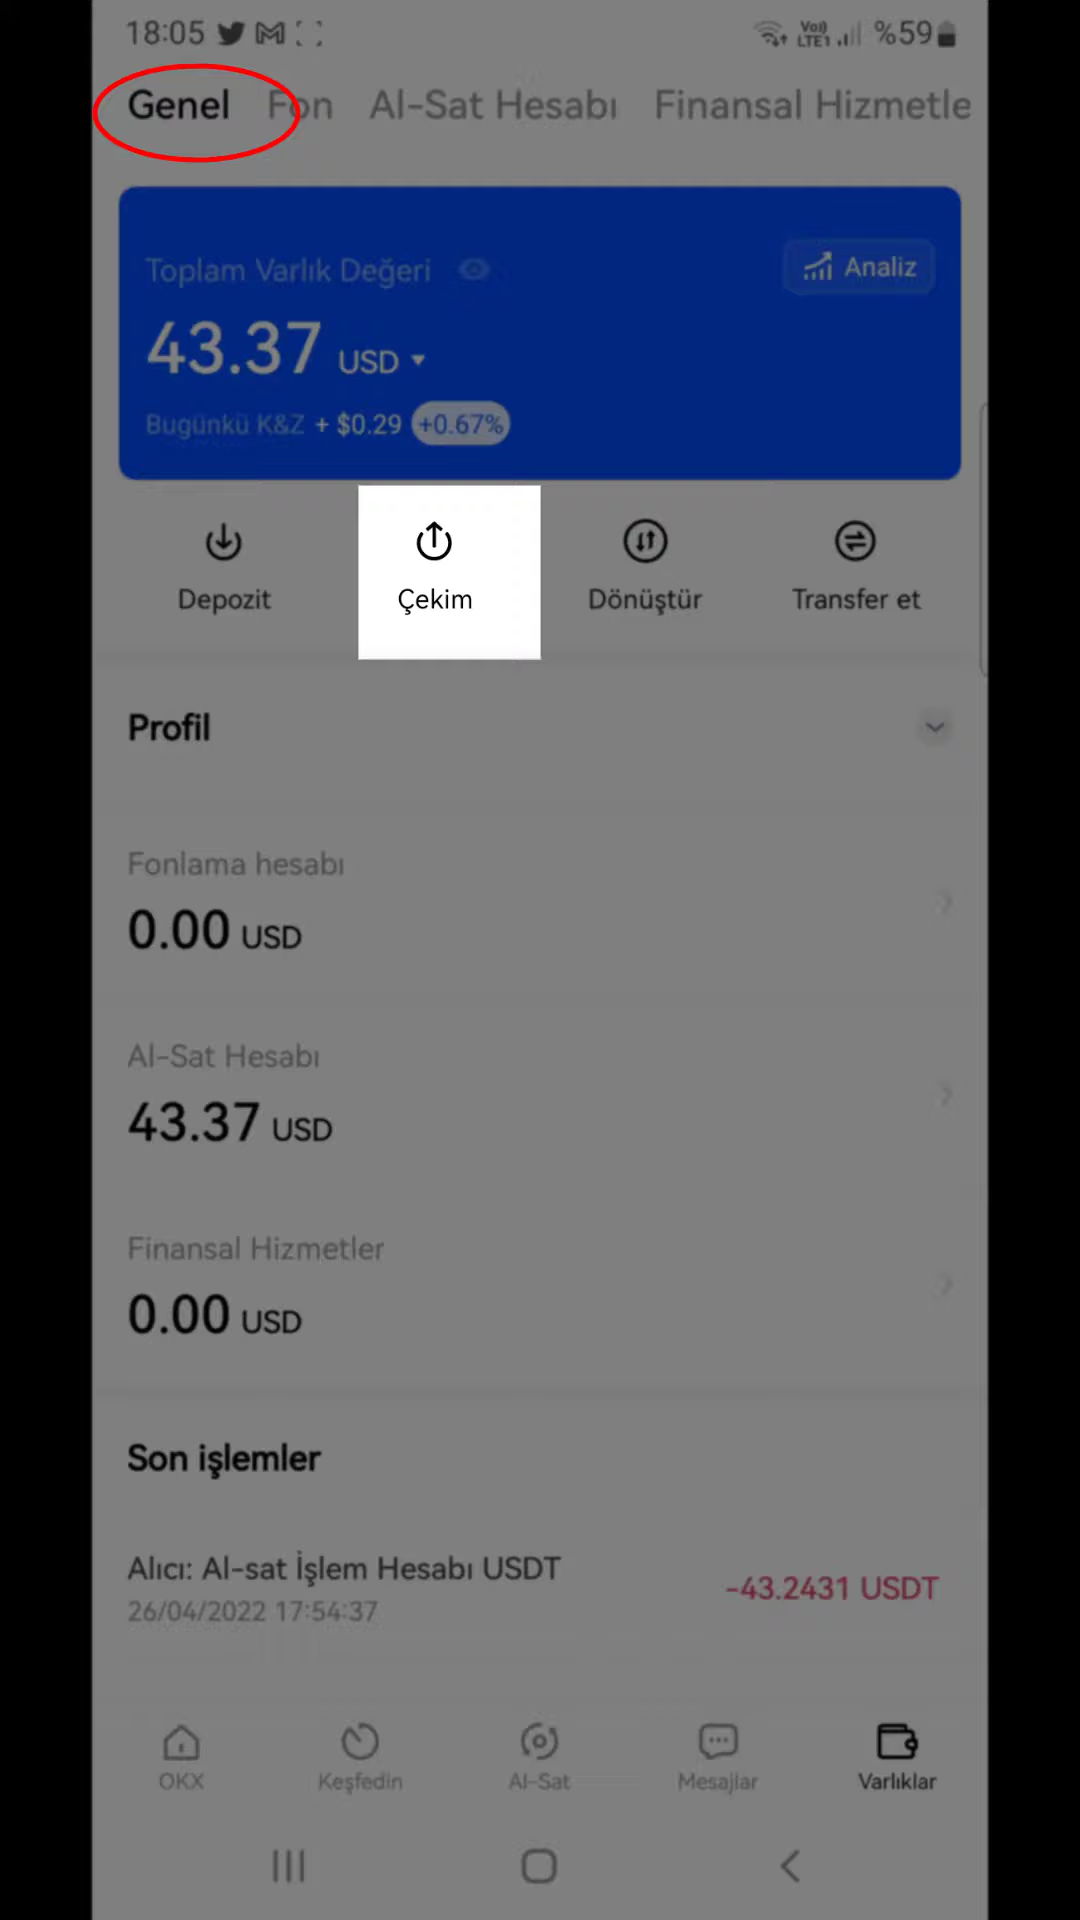 18:05 Vo)) LTE1 %59
Genel Fon Al-Sat Hesabı Finansal Hizmetle
Toplam Varlık Değeri Analiz
43.37 USD
Bugünkü K&Z + $0.29 +0.67%
Depozit Çekim Dönüştür Transfer et
Profil
Fonlama hesabı
0.00 USD
Al-Sat Hesabı
43.37 USD
Finansal Hizmetler
0.00 USD
Son işlemler
Alıcı: Al-sat İşlem Hesabı USDT
-43.2431 USDT
26/04/2022 17:54:37
OKX Keşfedin Al-Sat Mesajlar Varlıklar